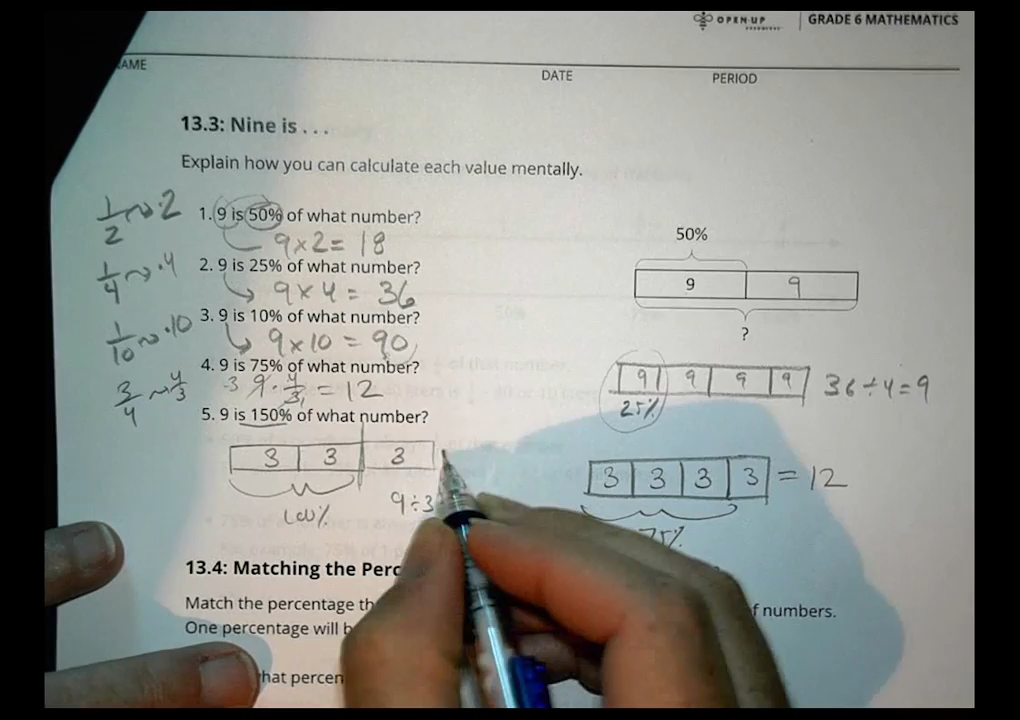 OPEN·UP GRADE 6 MATHEMATICS
AME DATE PERIOD
13.3: Nine is . . .
Explain how you can calculate each value mentally.
1/2 ~ ·2 1. 9 is 50% of what number?
9 x 2 = 18
50%
9 9
?
1/4 ~ ·4 2. 9 is 25% of what number?
9 x 4 = 36
1/10 ~ ·10 3. 9 is 10% of what number?
9 x 10 = 90
3/4 ~ 4/3 4. 9 is 75% of what number?
3 9 · 4/3 = 12
9 9 9 9 36 ÷ 4 = 9
25%
5. 9 is 150% of what number?
3 3 3
100% 9 ÷ 3
3 3 3 3 = 12
75%
13.4: Matching the Perc
Match the percentage th
f numbers.
One percentage will b
hat percen